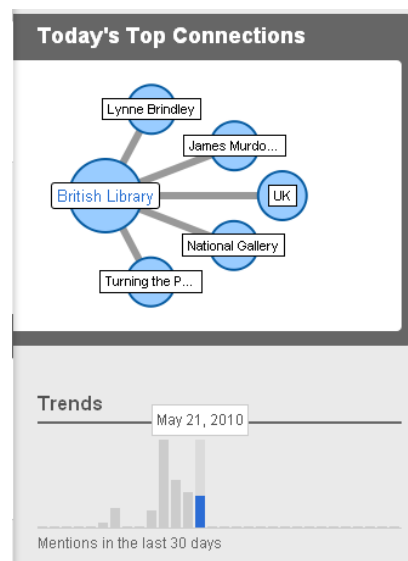 Today's Top Connections
Lynne Brindley
James Murdo...
British Library
UK
National Gallery
Turning the P...
Trends
May 21, 2010
Mentions in the last 30 days